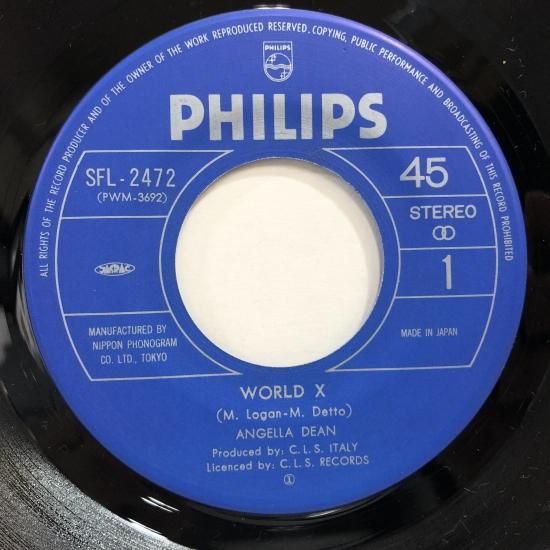 ALL RIGHTS OF THE RECORD PRODUCER AND OF THE OWNER OF THE WORK REPRODUCED RESERVED. COPYING, PUBLIC PERFORMANCE AND BROADCASTING OF THIS RECORD PROHIBITED
PHILIPS
PHILIPS
SFL-2472
(PWM-3692)
45
STEREO
1
JASRAC
MANUFACTURED BY
NIPPON PHONOGRAM
CO. LTD., TOKYO
MADE IN JAPAN
WORLD X
(M. Logan-M. Detto)
ANGELLA DEAN
Produced by: C.L.S. ITALY
Licenced by: C.L.S. RECORDS